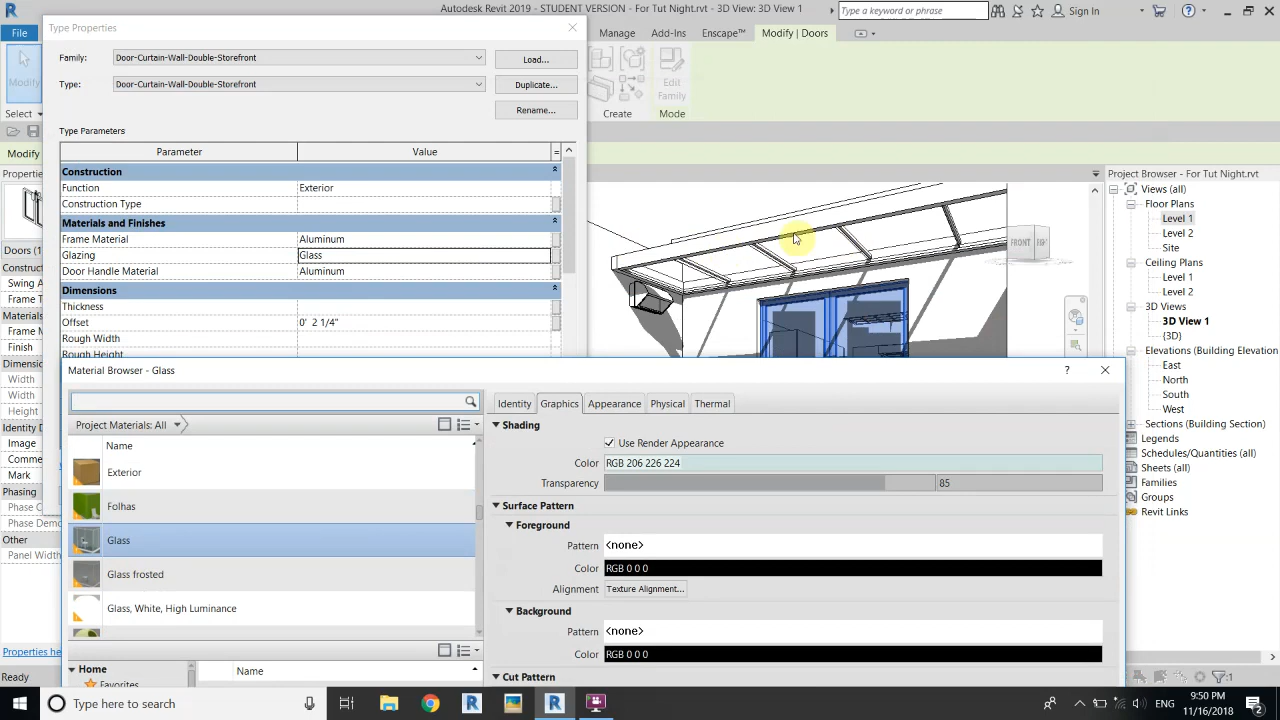 Autodesk Revit 2019 - STUDENT VERSION - For Tut Night.rvt - 3D View: 3D View 1
Type a keyword or phrase
Sign In
File
Manage
Add-Ins
Enscape™
Modify | Doors
Modify
Select
Create
Edit
Family
Mode
Type Properties
Family:
Door-Curtain-Wall-Double-Storefront
Load...
Type:
Door-Curtain-Wall-Double-Storefront
Duplicate...
Rename...
Type Parameters
Parameter
Value
=
Construction
Function
Exterior
Construction Type
Materials and Finishes
Frame Material
Aluminum
Glazing
Glass
Door Handle Material
Aluminum
Dimensions
Thickness
Offset
0' 2 1/4"
Rough Width
Rough Height
Modify
Properties
Doors (1
Construct
Swing A
Frame T
Materials
Frame M
Finish
Dimensio
Width
Width
Height
Identity D
Image
Comme
Mark
Phasing
Phase C
Phase Demo
Other
Panel Width
Properties he
Ready
FRONT
Material Browser - Glass
?
Project Materials: All
Name
Exterior
Folhas
Glass
Glass frosted
Glass, White, High Luminance
Home
Favorites
Name
Identity
Graphics
Appearance
Physical
Thermal
Shading
Use Render Appearance
Color
RGB 206 226 224
Transparency
85
Surface Pattern
Foreground
Pattern
<none>
Color
RGB 0 0 0
Alignment
Texture Alignment...
Background
Pattern
<none>
Color
RGB 0 0 0
Cut Pattern
Project Browser - For Tut Night.rvt
Views (all)
Floor Plans
Level 1
Level 2
Site
Ceiling Plans
Level 1
Level 2
3D Views
3D View 1
{3D}
Elevations (Building Elevation
East
North
South
West
Sections (Building Section)
Legends
Schedules/Quantities (all)
Sheets (all)
Families
Groups
Revit Links
:1
Type here to search
ENG
9:50 PM
11/16/2018
2